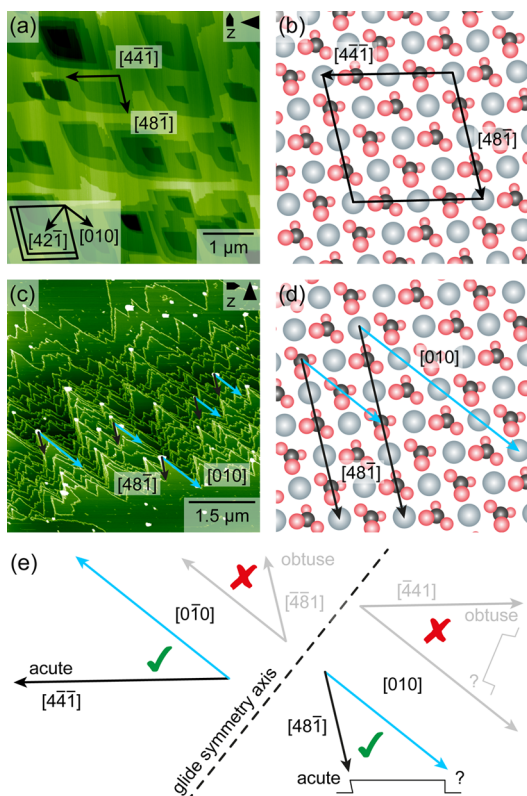 (a)
z
[44̅1̅]
[481̅]
[421̅]
[010]
1 µm
(b)
[44̅1̅]
[481̅]
(c)
z
[481̅]
[010]
1.5 µm
(d)
[010]
[481̅]
(e)
obtuse
[4̅41]
[01̅0]
[4̅8̅1]
obtuse
acute
[010]
?
[44̅1̅]
glide symmetry axis
[481̅]
acute
?